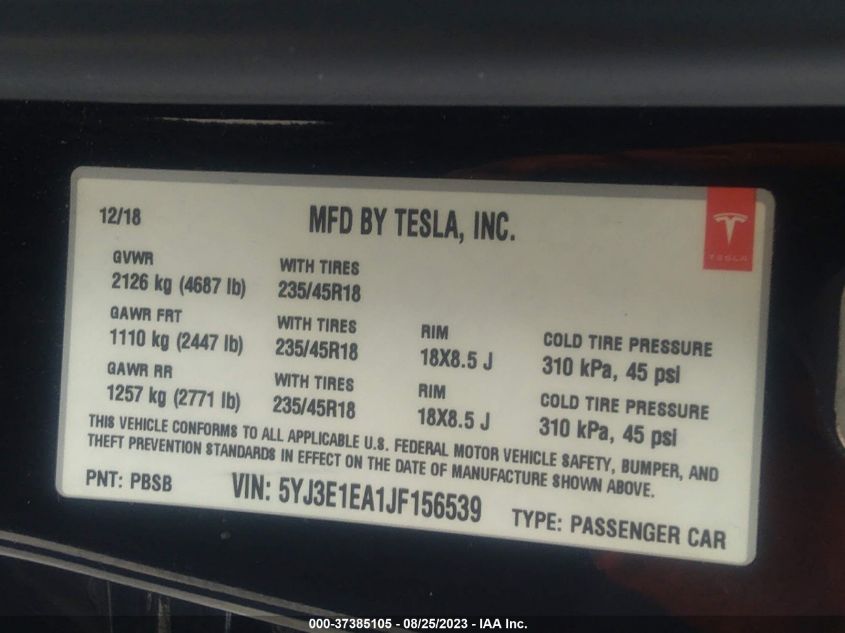 12/18 MFD BY TESLA, INC.
TESLA
GVWR WITH TIRES
2126 kg (4687 lb) 235/45R18
GAWR FRT WITH TIRES RIM COLD TIRE PRESSURE
1110 kg (2447 lb) 235/45R18 18X8.5 J 310 kPa, 45 psi
GAWR RR WITH TIRES RIM COLD TIRE PRESSURE
1257 kg (2771 lb) 235/45R18 18X8.5 J 310 kPa, 45 psi
THIS VEHICLE CONFORMS TO ALL APPLICABLE U.S. FEDERAL MOTOR VEHICLE SAFETY, BUMPER, AND
THEFT PREVENTION STANDARDS IN EFFECT ON THE DATE OF MANUFACTURE SHOWN ABOVE.
PNT: PBSB VIN: 5YJ3E1EA1JF156539 TYPE: PASSENGER CAR
000-37385105 - 08/25/2023 - IAA Inc.